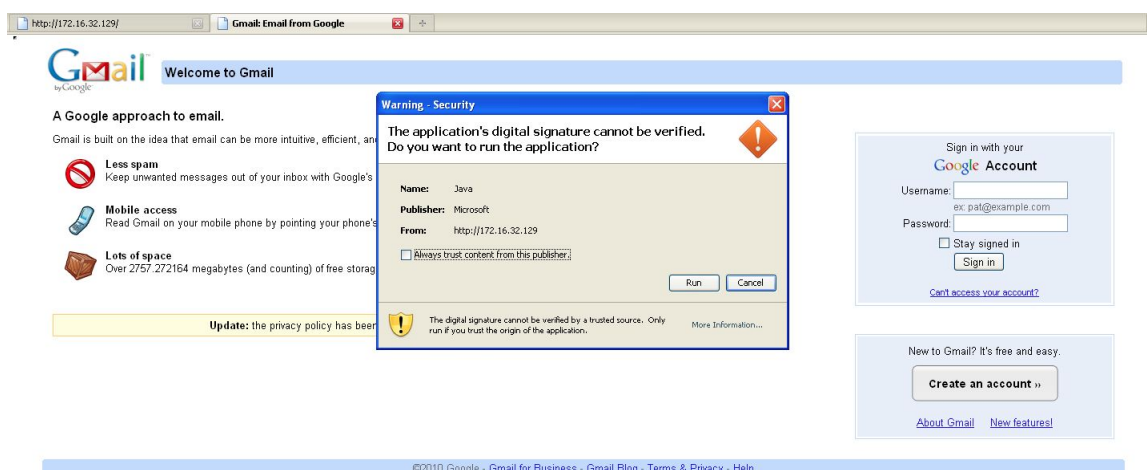 http://172.16.32.129/
Gmail: Email from Google
Gmail
by Google
Welcome to Gmail
A Google approach to email.
Gmail is built on the idea that email can be more intuitive, efficient, an
Less spam
Keep unwanted messages out of your inbox with Google's
Mobile access
Read Gmail on your mobile phone by pointing your phone's
Lots of space
Over 2757.272164 megabytes (and counting) of free storag
Update: the privacy policy has beer
Warning - Security
The application's digital signature cannot be verified.
Do you want to run the application?
Name: Java
Publisher: Microsoft
From: http://172.16.32.129
Always trust content from this publisher.
Run Cancel
The digital signature cannot be verified by a trusted source. Only
run if you trust the origin of the application.
More Information...
Sign in with your
Google Account
Username:
ex: pat@example.com
Password:
Stay signed in
Sign in
Can't access your account?
New to Gmail? It's free and easy.
Create an account »
About Gmail New features!
©2010 Google - Gmail for Business - Gmail Blog - Terms & Privacy - Help